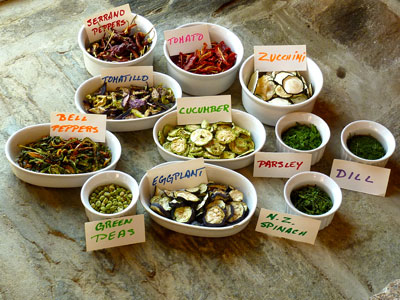 SERRANO
PEPPERS
TOMATO
ZUCCHINI
TOMATILLO
CUCUMBER
BELL
PEPPERS
PARSLEY
DILL
EGGPLANT
GREEN
PEAS
N.Z.
SPINACH